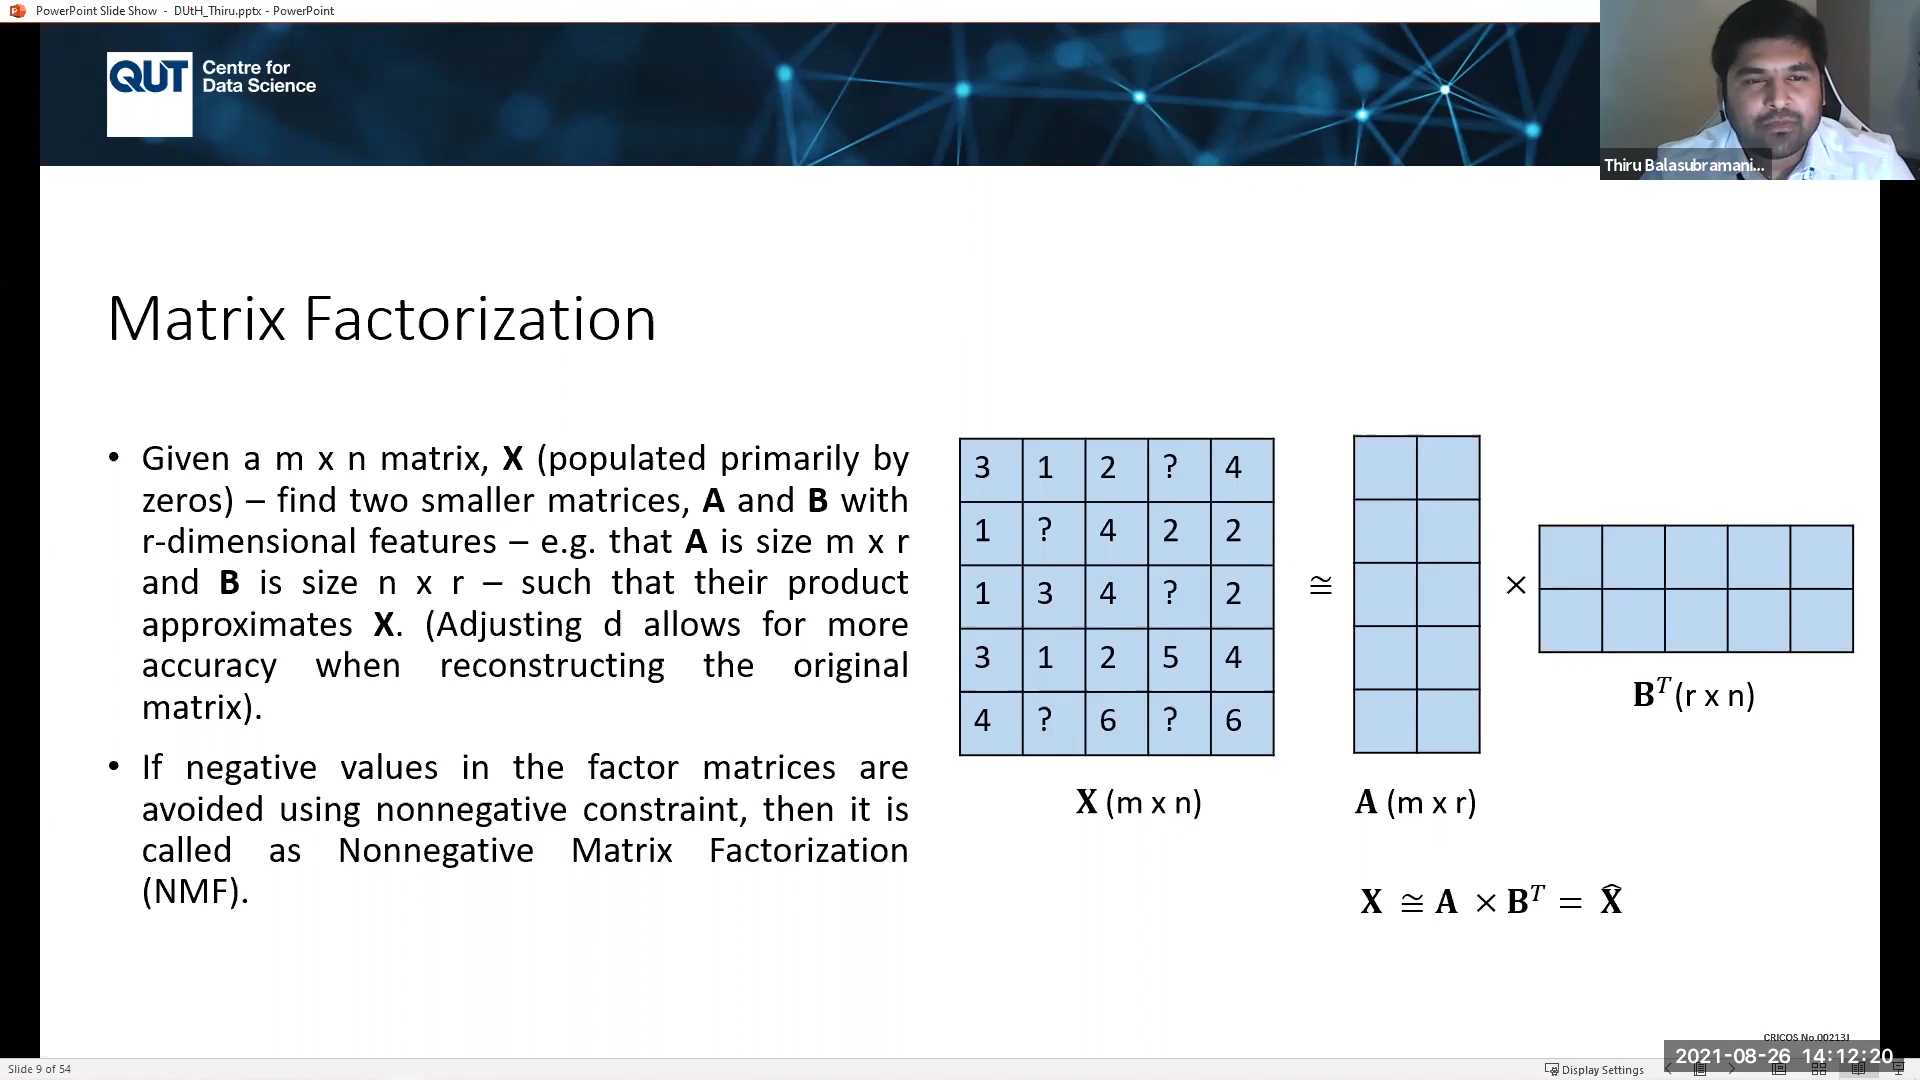 PowerPoint Slide Show - DUtH_Thiru.pptx - PowerPoint
QUT Centre for
Data Science
Thiru Balasubramani...
Matrix Factorization
• Given a m x n matrix, X (populated primarily by
zeros) – find two smaller matrices, A and B with
r-dimensional features – e.g. that A is size m x r
and B is size n x r – such that their product
approximates X. (Adjusting d allows for more
accuracy when reconstructing the original
matrix).
• If negative values in the factor matrices are
avoided using nonnegative constraint, then it is
called as Nonnegative Matrix Factorization
(NMF).
3 1 2 ? 4
1 ? 4 2 2
1 3 4 ? 2
3 1 2 5 4
4 ? 6 ? 6
≅
×
X (m x n)
A (m x r)
B^T (r x n)
X ≅ A × B^T = X̂
CRICOS No.00213J
Slide 9 of 54
Display Settings
2021-08-26 14:12:20